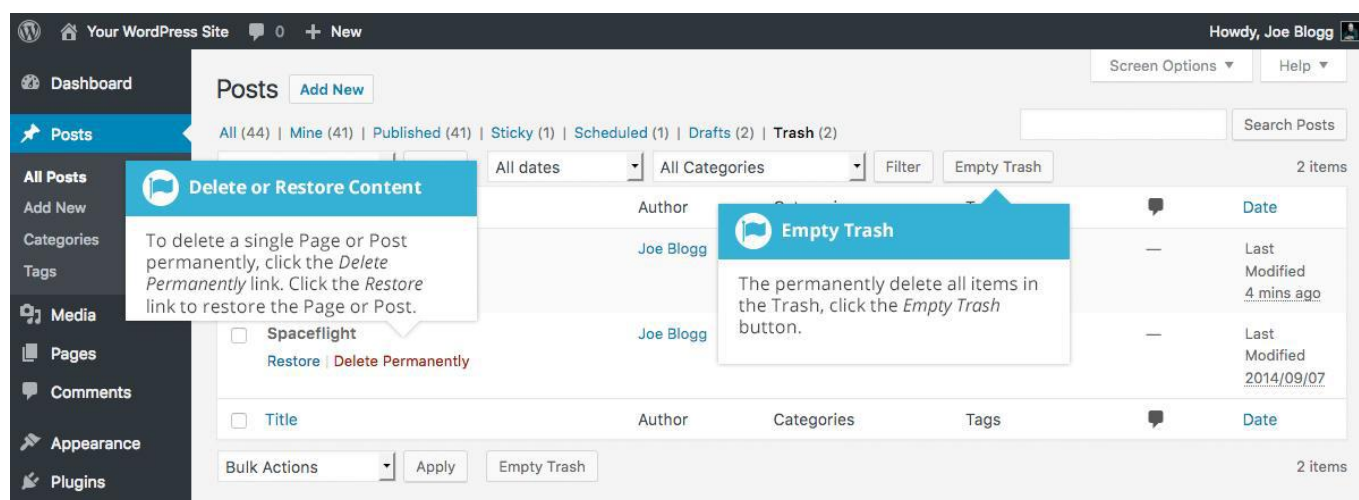 Your WordPress Site 0 + New Howdy, Joe Blogg
Dashboard
Posts
All Posts
Add New
Categories
Tags
Media
Pages
Comments
Appearance
Plugins
Screen Options Help
Posts Add New
All (44) | Mine (41) | Published (41) | Sticky (1) | Scheduled (1) | Drafts (2) | Trash (2)
Search Posts
All dates All Categories Filter Empty Trash 2 items
Author Date
Delete or Restore Content
To delete a single Page or Post
permanently, click the Delete
Permanently link. Click the Restore
link to restore the Page or Post.
Joe Blogg — Last
Modified
4 mins ago
Empty Trash
The permanently delete all items in
the Trash, click the Empty Trash
button.
Spaceflight Joe Blogg — Last
Modified
2014/09/07
Restore | Delete Permanently
Title Author Categories Tags Date
Bulk Actions Apply Empty Trash 2 items